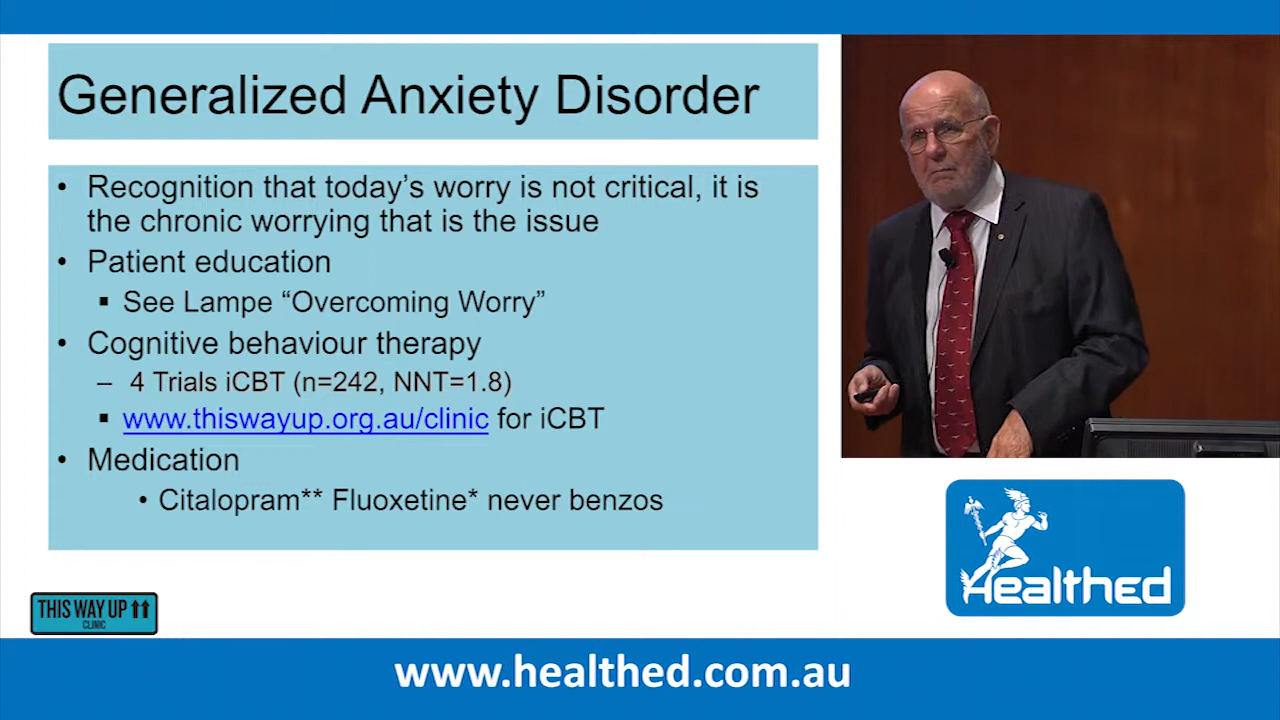 Generalized Anxiety Disorder
• Recognition that today's worry is not critical, it is
the chronic worrying that is the issue
• Patient education
▪ See Lampe “Overcoming Worry”
• Cognitive behaviour therapy
– 4 Trials iCBT (n=242, NNT=1.8)
▪ www.thiswayup.org.au/clinic for iCBT
• Medication
• Citalopram** Fluoxetine* never benzos
Healthed
THIS WAY UP
CLINIC
www.healthed.com.au